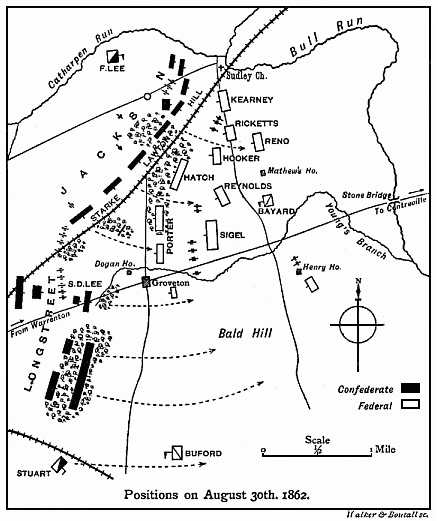 Catharpen Run
Bull Run
F. LEE
Sudley Ch.
KEARNEY
RICKETTS
RENO
HOOKER
HILL
LAWTON
STARKE
JACKSON
HATCH
Mathew's Ho.
REYNOLDS
BAYARD
Stone Bridge
To Centreville
Young's Branch
PORTER
SIGEL
Dogan Ho.
Groveton
Henry Ho.
S.D. LEE
From Warrenton
LONGSTREET
Bald Hill
N
Confederate
Federal
STUART
BUFORD
Scale
½ Mile
Positions on August 30th. 1862.
Walker & Boutall sc.